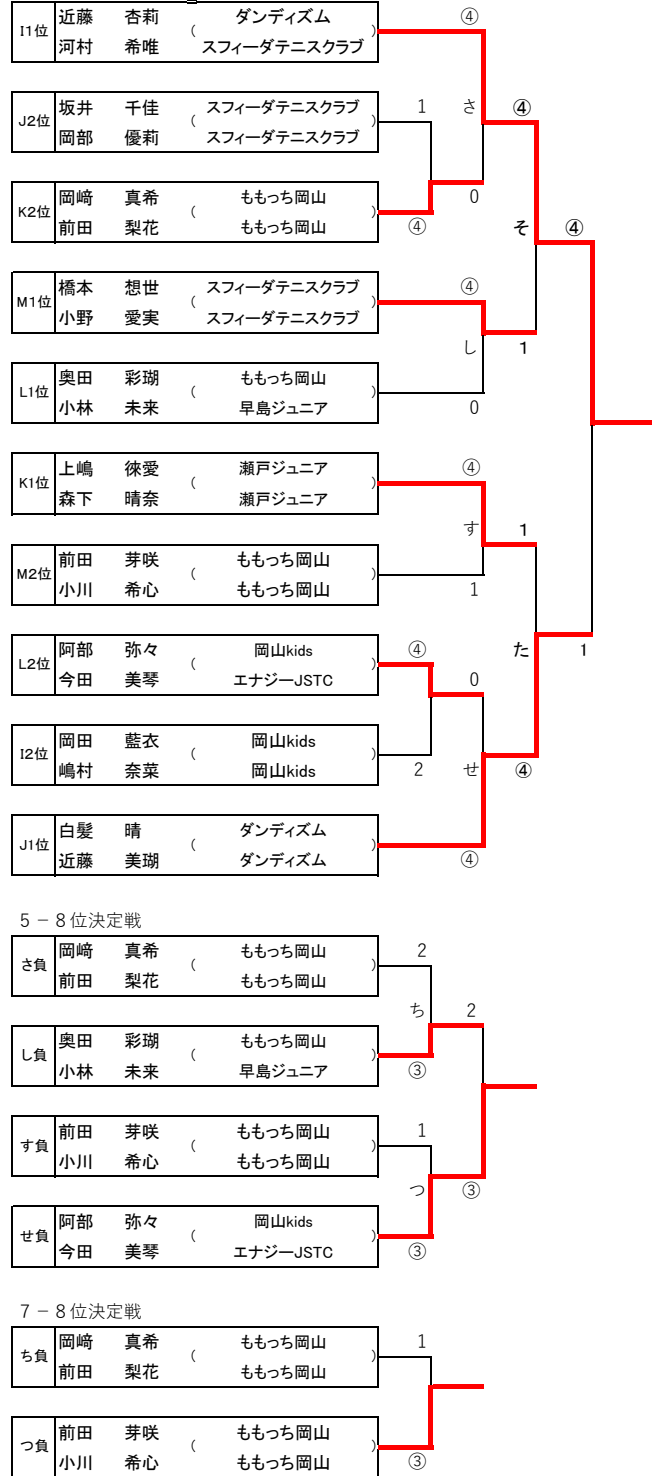 ④
I1位 近藤 杏莉 ( ダンディズム )
河村 希唯 スフィーダテニスクラブ
J2位 坂井 千佳 ( スフィーダテニスクラブ ) 1 さ ④
岡部 優莉 スフィーダテニスクラブ
K2位 岡﨑 真希 ( ももっち岡山 ) 0
前田 梨花 ももっち岡山 ④ そ ④
M1位 橋本 想世 ( スフィーダテニスクラブ ) ④
小野 愛実 スフィーダテニスクラブ
し 1
L1位 奥田 彩瑚 ( ももっち岡山 )
小林 未来 早島ジュニア 0
K1位 上嶋 徠愛 ( 瀬戸ジュニア ) ④
森下 晴奈 瀬戸ジュニア
す 1
M2位 前田 芽咲 ( ももっち岡山 )
小川 希心 ももっち岡山 1
L2位 阿部 弥々 ( 岡山kids ) ④ た 1
今田 美琴 エナジーJSTC 0
I2位 岡田 藍衣 ( 岡山kids )
嶋村 奈菜 岡山kids 2 せ ④
J1位 白髪 晴 ( ダンディズム )
近藤 美瑚 ダンディズム ④
5－8位決定戦
さ負 岡﨑 真希 ( ももっち岡山 ) 2
前田 梨花 ももっち岡山
ち 2
し負 奥田 彩瑚 ( ももっち岡山 )
小林 未来 早島ジュニア ③
す負 前田 芽咲 ( ももっち岡山 ) 1
小川 希心 ももっち岡山
つ ③
せ負 阿部 弥々 ( 岡山kids )
今田 美琴 エナジーJSTC ③
7－8位決定戦
ち負 岡﨑 真希 ( ももっち岡山 ) 1
前田 梨花 ももっち岡山
つ負 前田 芽咲 ( ももっち岡山 )
小川 希心 ももっち岡山 ③